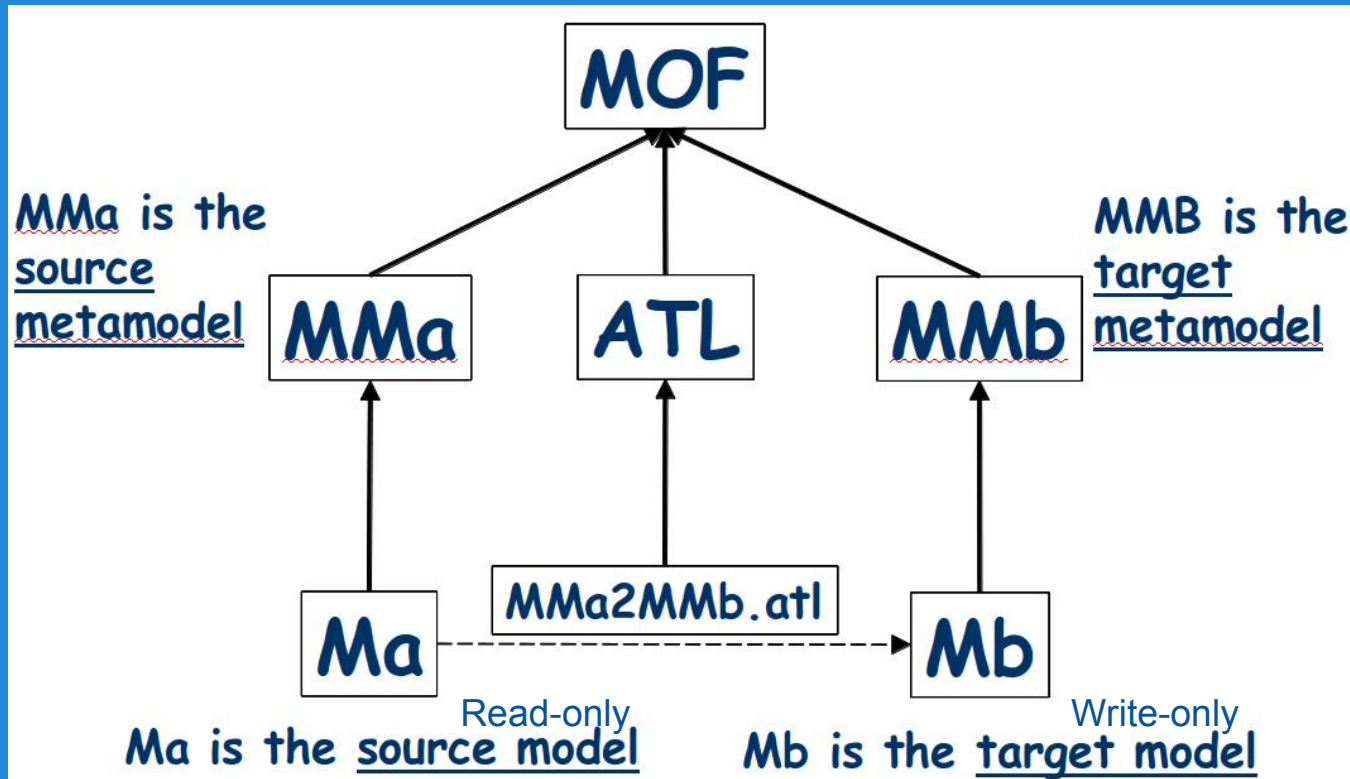 MOF
MMa is the
source
metamodel
MMa
ATL
MMb
MMB is the
target
metamodel
MMa2MMb.atl
Ma
Mb
Read-only
Write-only
Ma is the source model
Mb is the target model